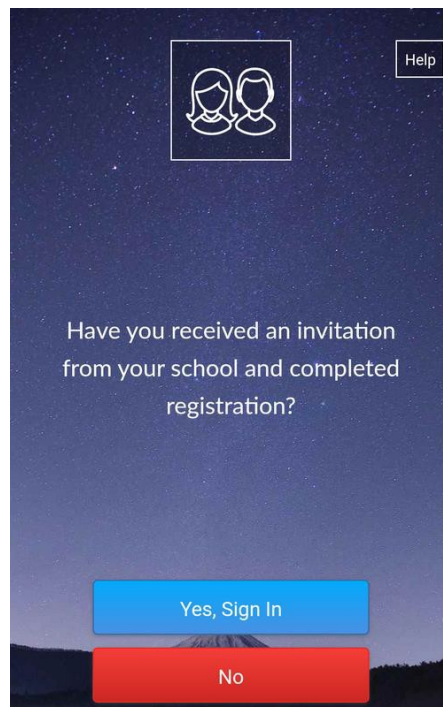 Help
Have you received an invitation
from your school and completed
registration?
Yes, Sign In
No